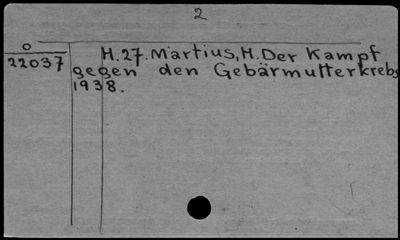 2
O
22037
H.27. Martius, H. Der Kampf
gegen den Gebärmutterkrebs
1938.